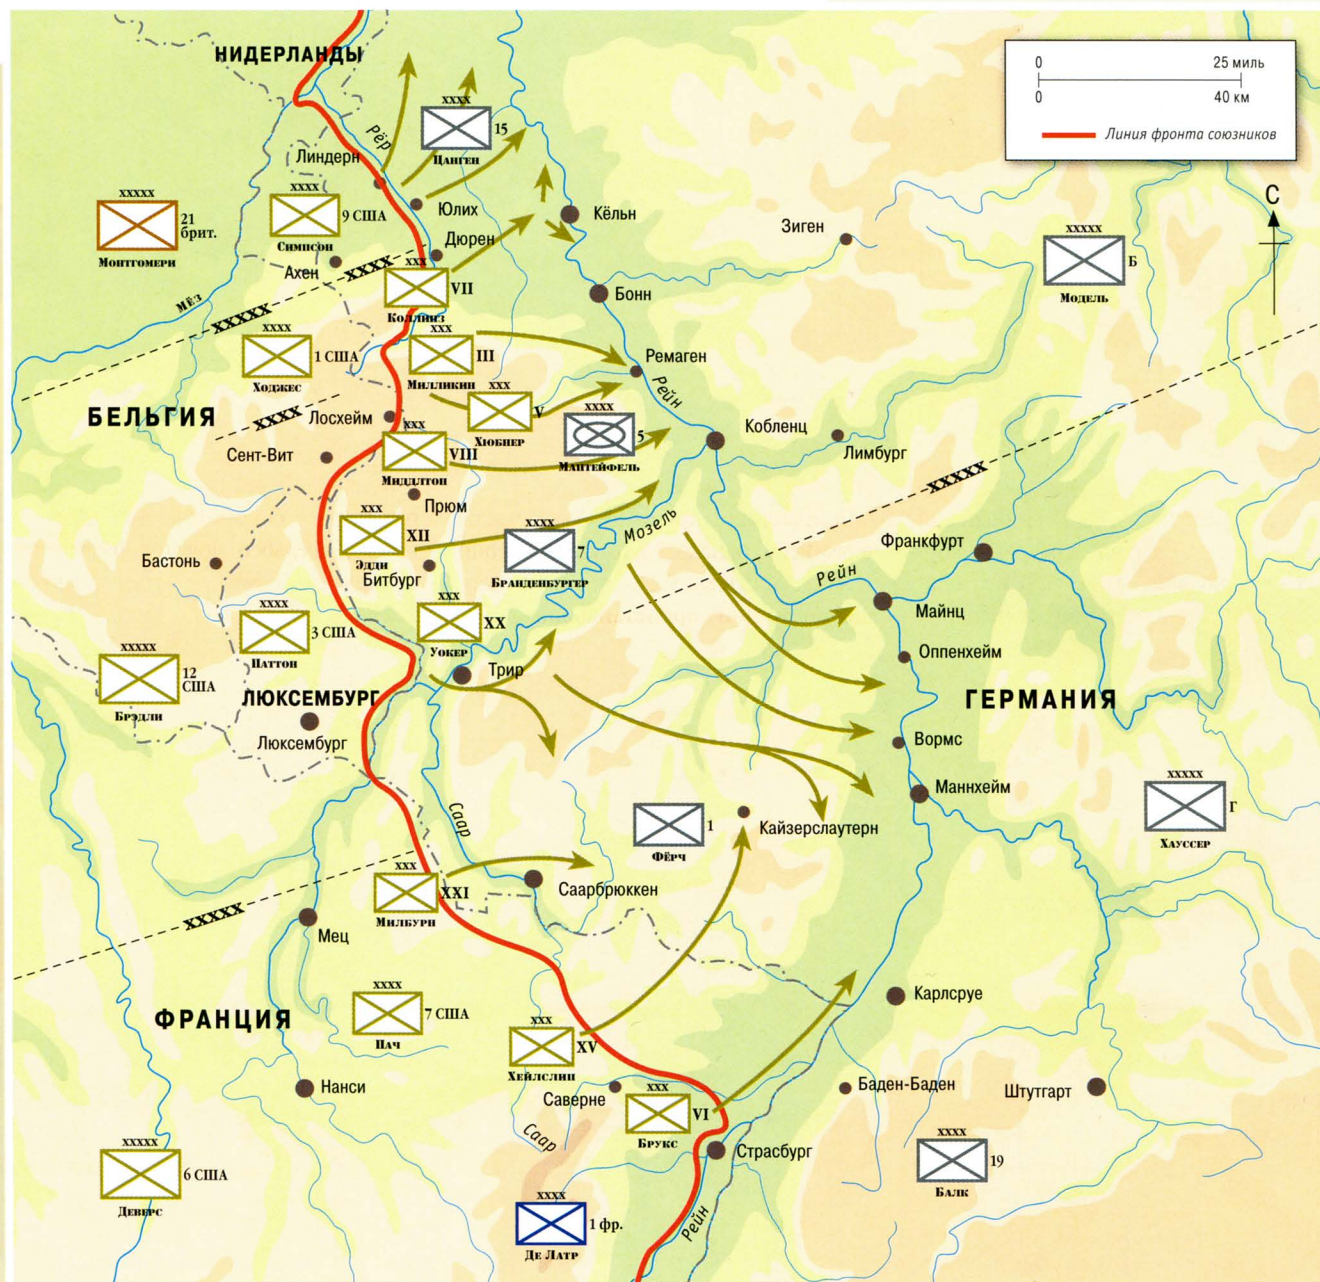 НИДЕРЛАНДЫ
0 25 миль
0 40 км
Линия фронта союзников
С
Рёр
XXXX
15
Цанген
Линдерн
XXXXX
21
брит.
Монтгомери
XXXX
9 США
Симпсон
Юлих
Кёльн
Зиген
XXXXX
Б
Модель
Дюрен
Ахен
XXXX
XXX
VII
Коллинз
Бонн
Мёз
XXXXX
XXXX
1 США
Ходжес
XXX
III
Милликин
Ремаген
Рейн
БЕЛЬГИЯ
XXXX
Лосхейм
XXX
V
Хюбнер
XXXX
5
Мантейфель
Кобленц
Лимбург
Сент-Вит
XXX
VIII
Миддлтон
XXXXX
Прюм
XXX
XII
Эдди
Битбург
XXXX
7
Бранденбургер
Мозель
Франкфурт
Бастонь
Рейн
Майнц
XXXX
3 США
Паттон
XXX
XX
Уокер
Оппенхейм
XXXXX
12
США
Брэдли
ЛЮКСЕМБУРГ
Люксембург
Трир
ГЕРМАНИЯ
Вормс
Маннхейм
XXXXX
Г
Хауссер
Саар
XXXX
1
Фёрч
Кайзерслаутерн
XXX
XXI
Милбурн
Саарбрюккен
XXXXX
Мец
ФРАНЦИЯ
XXXX
7 США
Пач
Карлсруе
XXX
XV
Хейлслип
Нанси
Саверне
XXX
VI
Брукс
Баден-Баден
Штутгарт
Саар
Страсбург
XXXXX
6 США
Деверс
XXXX
19
Балк
XXXX
1 фр.
Де Латр
Рейн